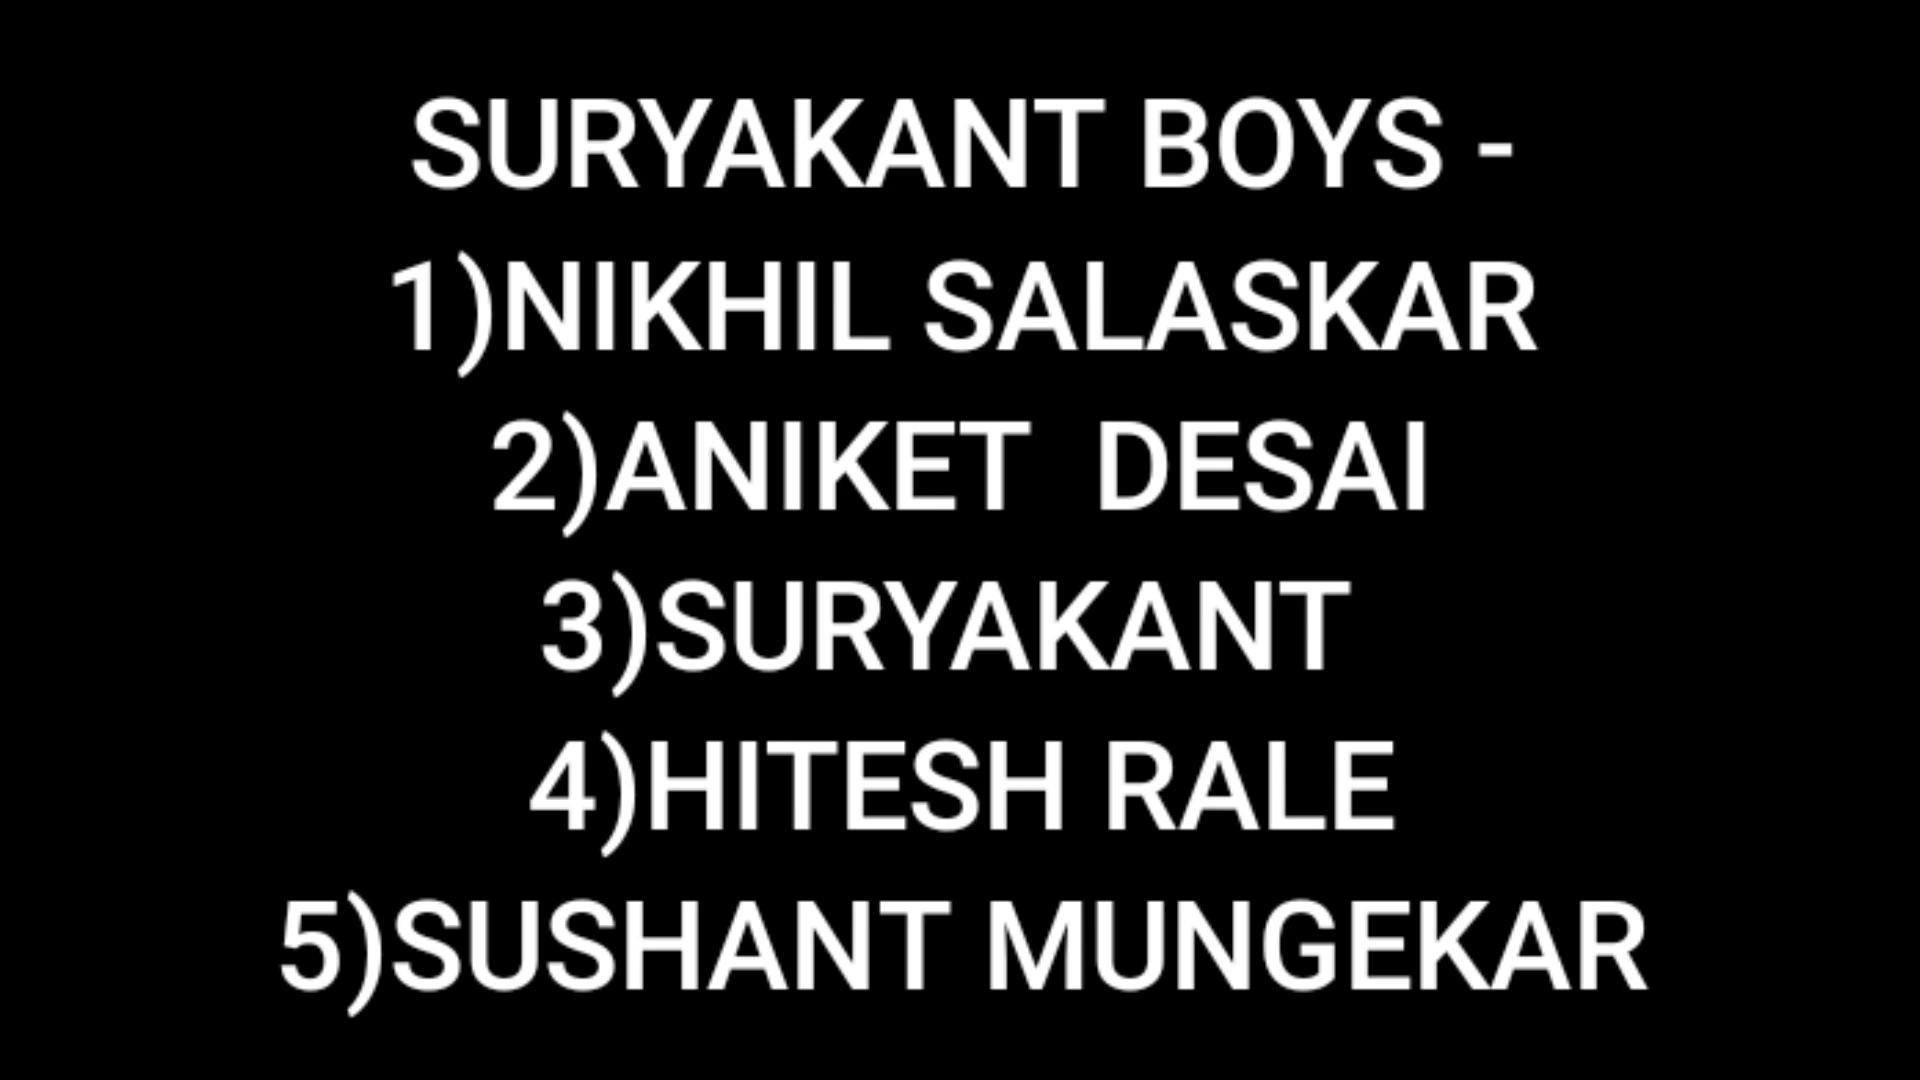 SURYAKANT BOYS -
1)NIKHIL SALASKAR
2)ANIKET  DESAI
3)SURYAKANT
4)HITESH RALE
5)SUSHANT MUNGEKAR